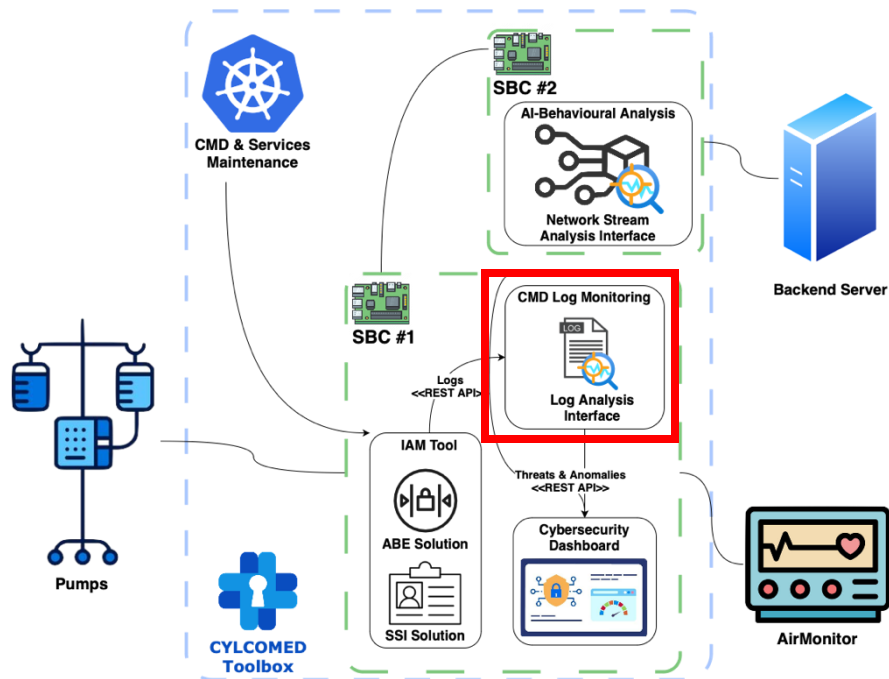 SBC #2
CMD & Services
Maintenance
AI-Behavioural Analysis
Network Stream
Analysis Interface
Backend Server
SBC #1
CMD Log Monitoring
LOG
Log Analysis
Interface
Logs
<<REST API>
IAM Tool
ABE Solution
SSI Solution
Threats & Anomalies
<<REST API>>
Cybersecurity
Dashboard
Pumps
CYLCOMED
Toolbox
AirMonitor